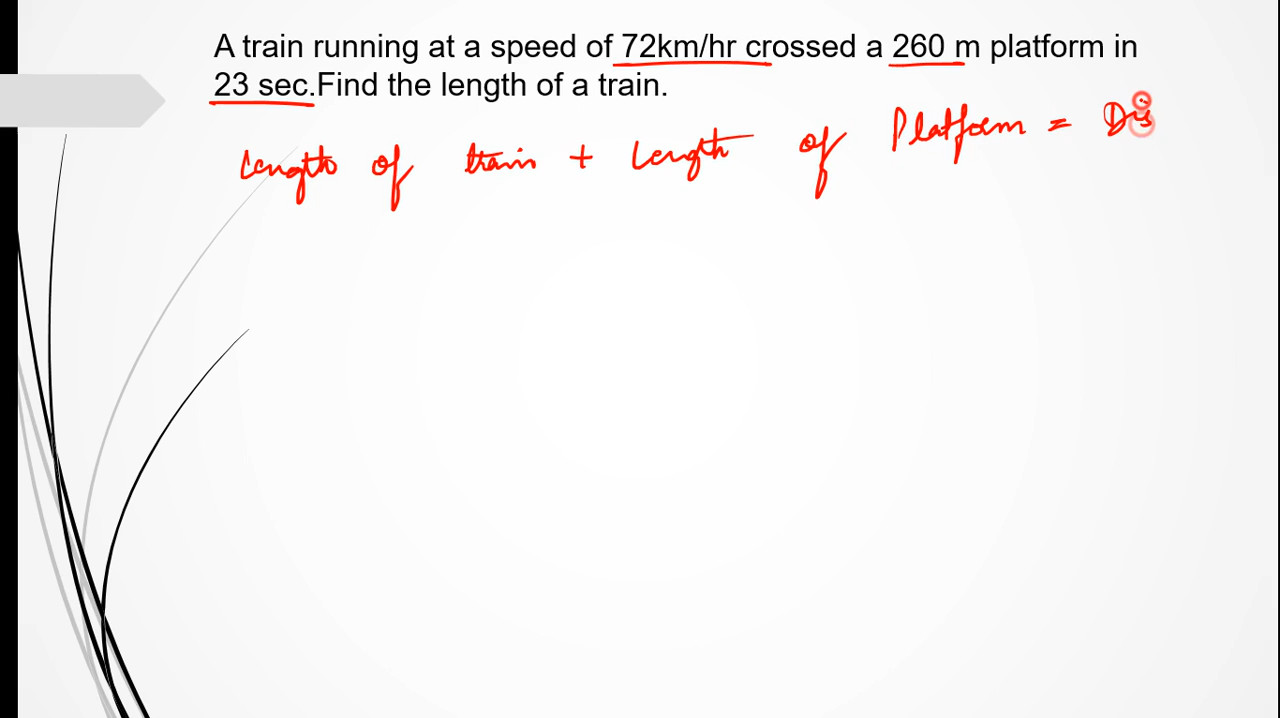 A train running at a speed of 72km/hr crossed a 260 m platform in
23 sec.Find the length of a train.
Length of train + Length of Platform = Dis